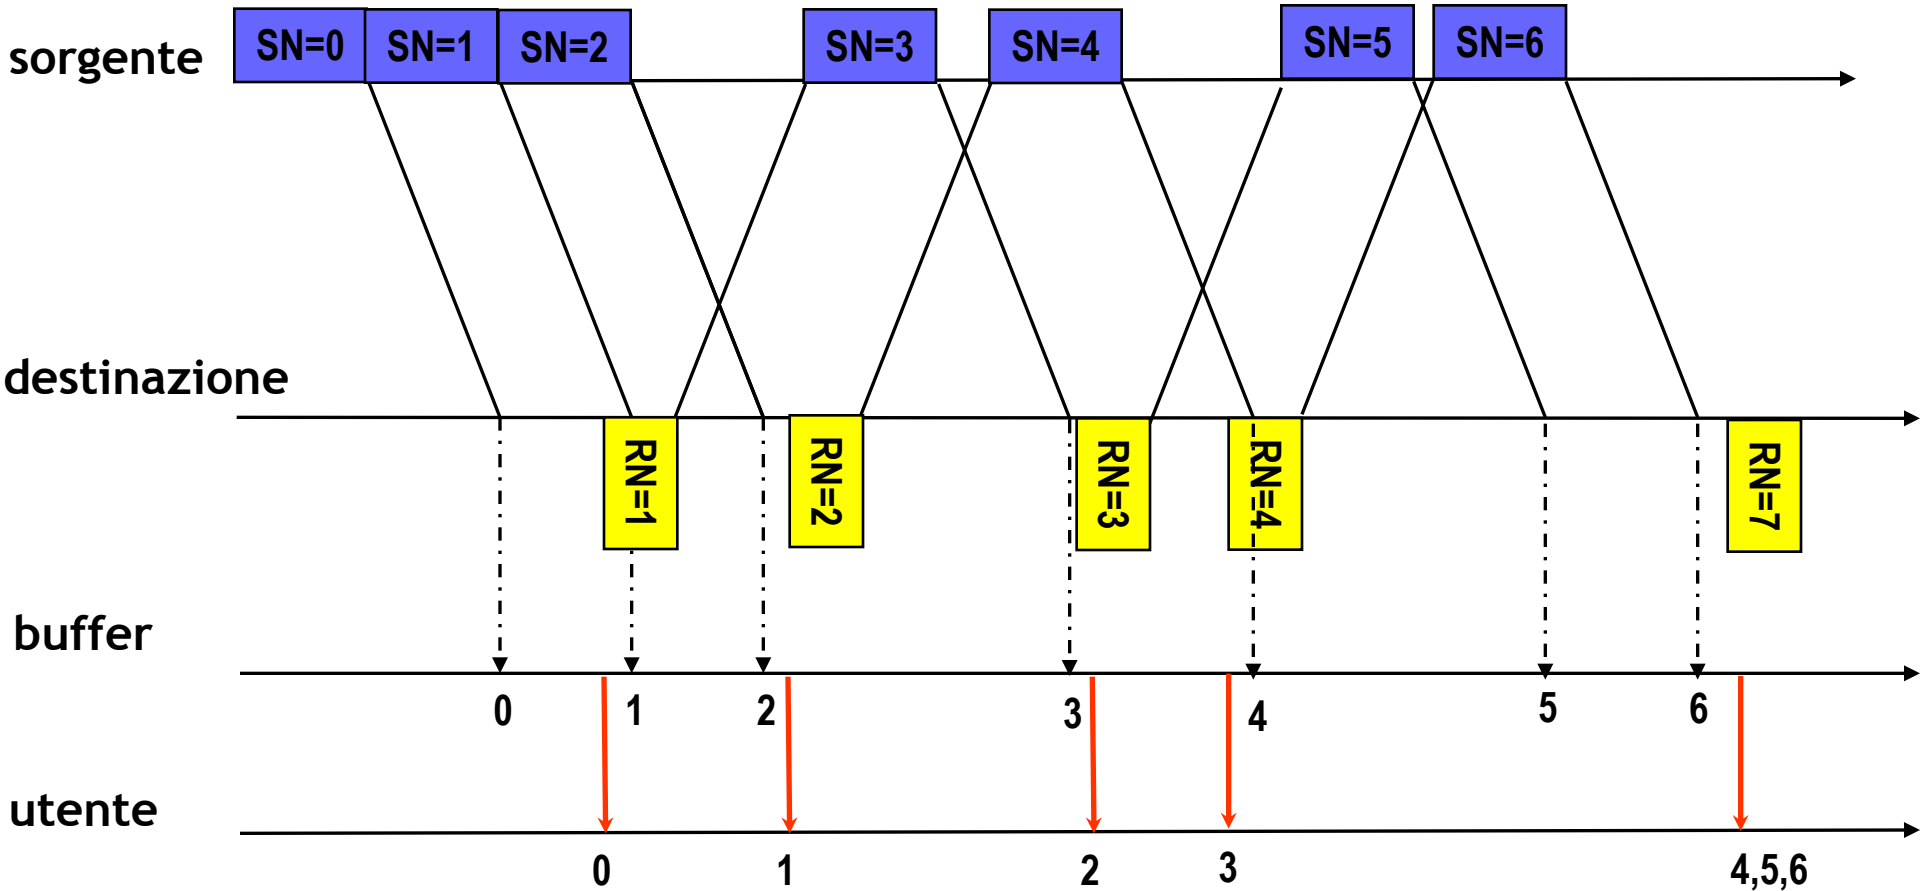 sorgente SN=0 SN=1 SN=2 SN=3 SN=4 SN=5 SN=6
destinazione
RN=1 RN=2 RN=3 RN=4 RN=7
buffer
0 1 2 3 4 5 6
utente
0 1 2 3 4,5,6